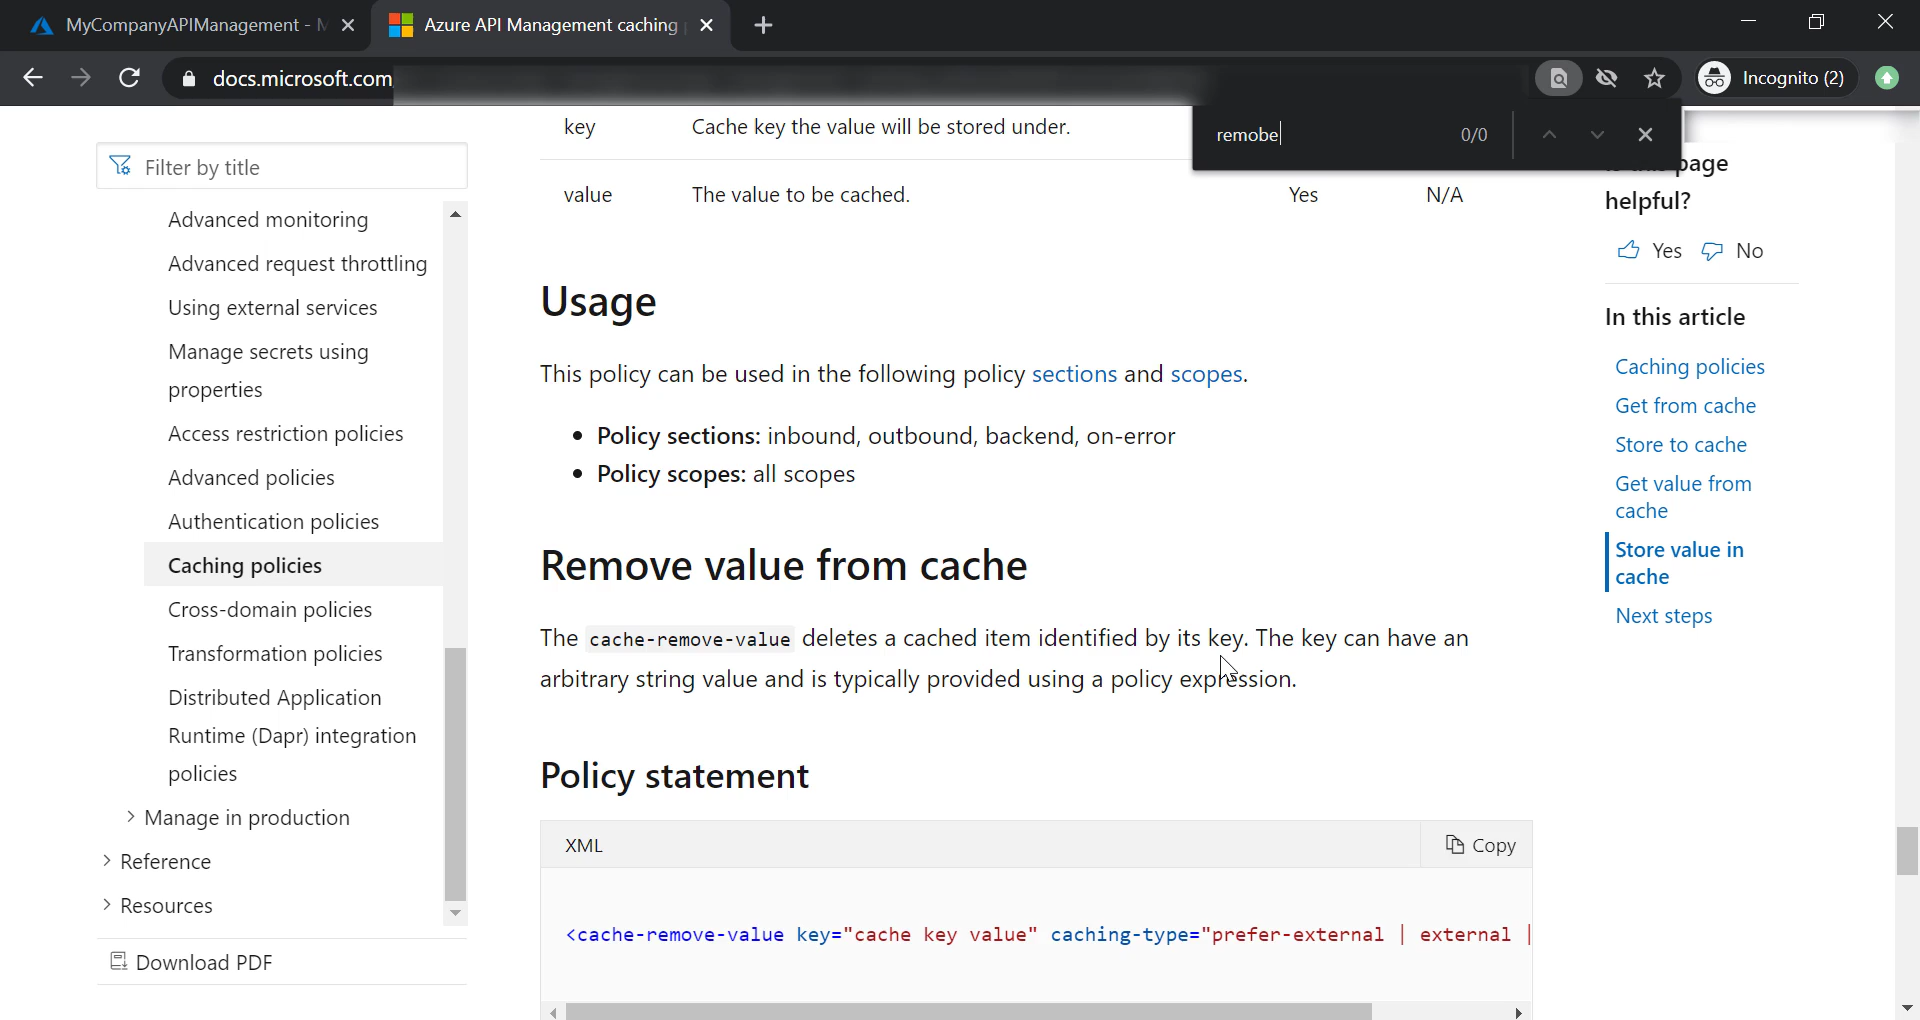 MyCompanyAPIManagement -
Azure API Management caching
docs.microsoft.com
Incognito (2)
remobe
0/0
Filter by title
Advanced monitoring
Advanced request throttling
Using external services
Manage secrets using
properties
Access restriction policies
Advanced policies
Authentication policies
Caching policies
Cross-domain policies
Transformation policies
Distributed Application
Runtime (Dapr) integration
policies
Manage in production
Reference
Resources
Download PDF
key Cache key the value will be stored under.
value The value to be cached. Yes N/A
Usage
This policy can be used in the following policy sections and scopes.
• Policy sections: inbound, outbound, backend, on-error
• Policy scopes: all scopes
Remove value from cache
The cache-remove-value deletes a cached item identified by its key. The key can have an
arbitrary string value and is typically provided using a policy expression.
Policy statement
XML
Copy
<cache-remove-value key="cache key value" caching-type="prefer-external | external |
page
helpful?
Yes No
In this article
Caching policies
Get from cache
Store to cache
Get value from
cache
Store value in
cache
Next steps